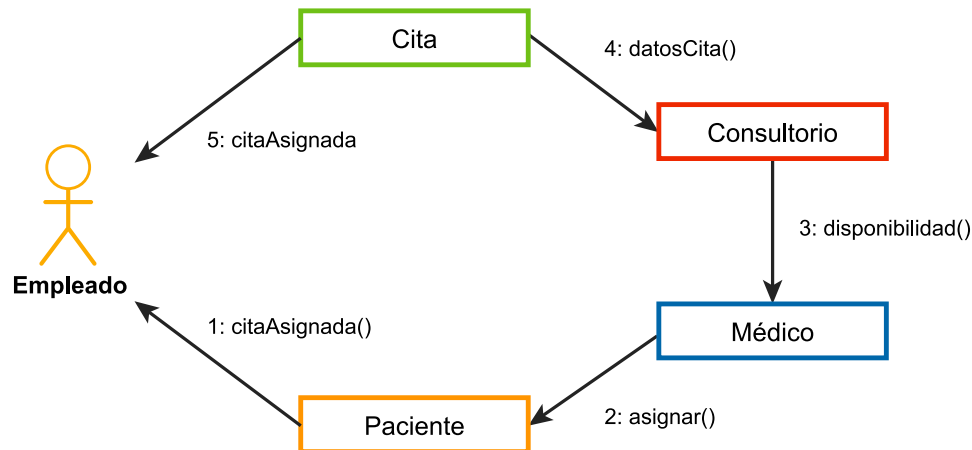 Cita
4: datosCita()
Consultorio
5: citaAsignada
3: disponibilidad()
Empleado
1: citaAsignada()
Médico
2: asignar()
Paciente